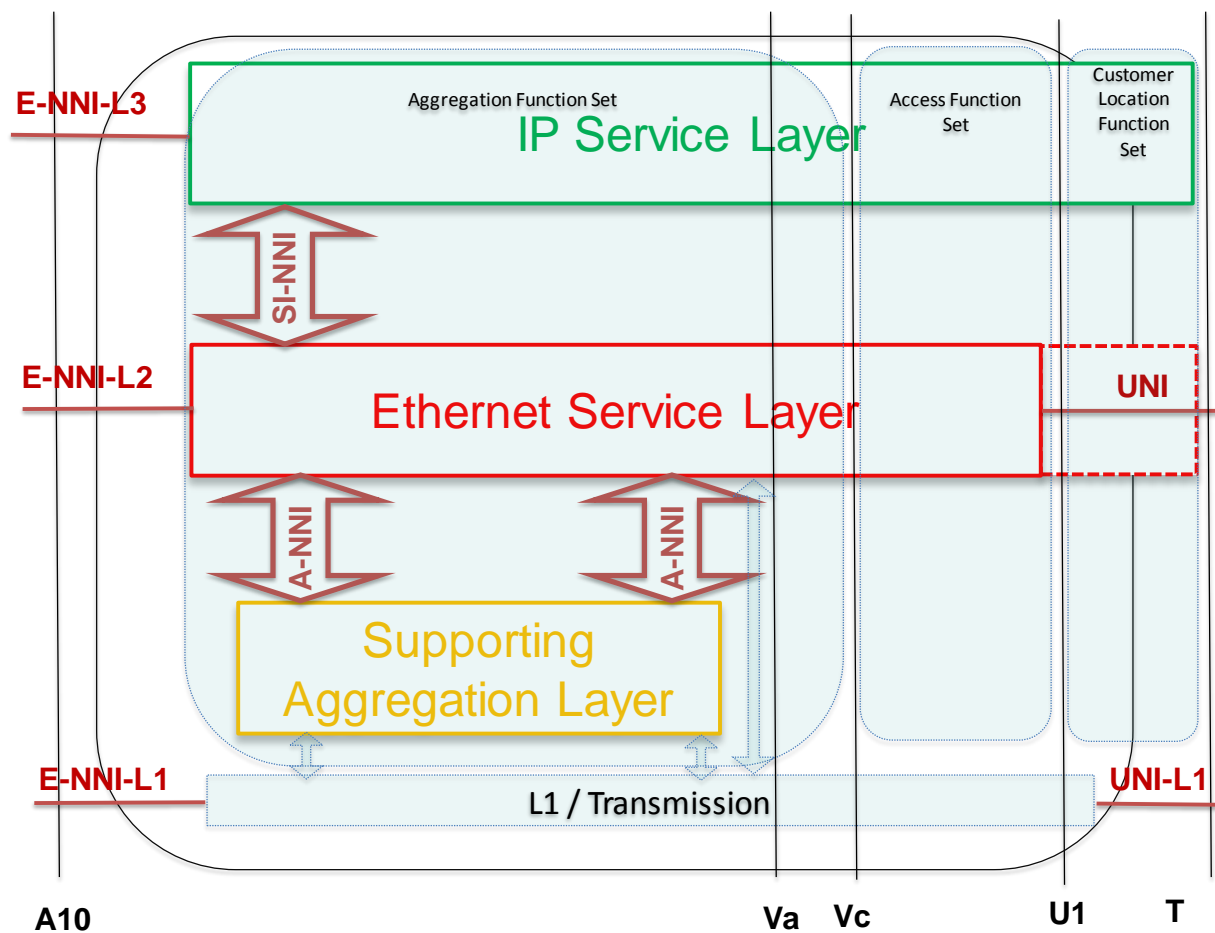 E-NNI-L3
Aggregation Function Set
Access Function
Set
Customer
Location
Function
Set
IP Service Layer
SI-NNI
E-NNI-L2
Ethernet Service Layer
UNI
A-NNI
A-NNI
Supporting
Aggregation Layer
E-NNI-L1
L1 / Transmission
UNI-L1
A10
Va
Vc
U1
T